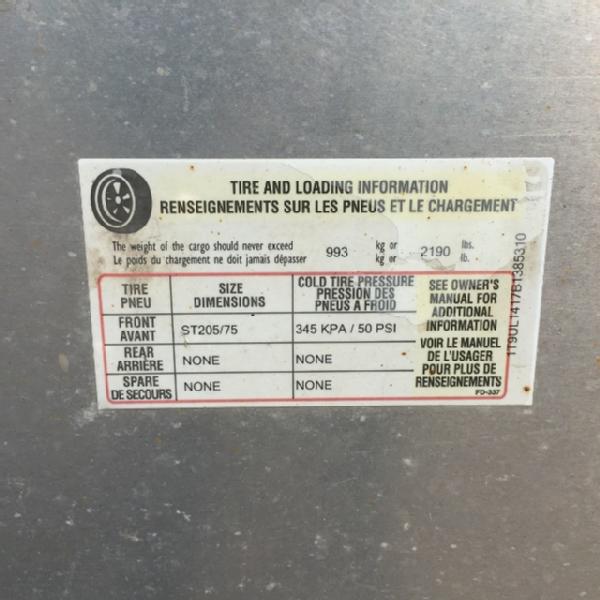 TIRE AND LOADING INFORMATION
RENSEIGNEMENTS SUR LES PNEUS ET LE CHARGEMENT
The weight of the cargo should never exceed 993 kg or 2190 lbs.
Le poids du chargement ne doit jamais dépasser kg or lb.
TIRE PNEU
SIZE DIMENSIONS
COLD TIRE PRESSURE
PRESSION DES
PNEUS A FROID
SEE OWNER'S
MANUAL FOR
ADDITIONAL
INFORMATION
VOIR LE MANUEL
DE L'USAGER
POUR PLUS DE
RENSEIGNEMENTS
FRONT AVANT ST205/75 345 KPA / 50 PSI
REAR ARRIÈRE NONE NONE
SPARE DE SECOURS NONE NONE